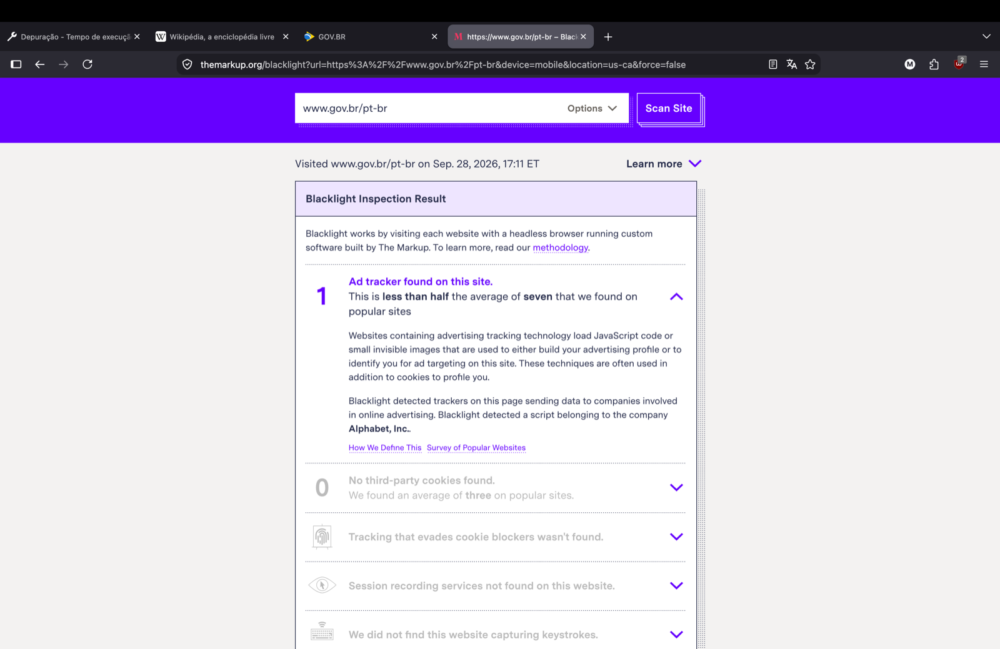 Depuração - Tempo de execuçã
Wikipédia, a enciclopédia livre
GOV.BR
https://www.gov.br/pt-br – Blac
themarkup.org/blacklight?url=https%3A%2F%2Fwww.gov.br%2Fpt-br&device=mobile&location=us-ca&force=false
M
2
www.gov.br/pt-br
Options
Scan Site
Visited www.gov.br/pt-br on Sep. 28, 2026, 17:11 ET
Learn more
Blacklight Inspection Result
Blacklight works by visiting each website with a headless browser running custom
software built by The Markup. To learn more, read our methodology.
1
Ad tracker found on this site.
This is less than half the average of seven that we found on
popular sites
Websites containing advertising tracking technology load JavaScript code or
small invisible images that are used to either build your advertising profile or to
identify you for ad targeting on this site. These techniques are often used in
addition to cookies to profile you.
Blacklight detected trackers on this page sending data to companies involved
in online advertising. Blacklight detected a script belonging to the company
Alphabet, Inc..
How We Define This Survey of Popular Websites
0
No third-party cookies found.
We found an average of three on popular sites.
Tracking that evades cookie blockers wasn't found.
Session recording services not found on this website.
We did not find this website capturing keystrokes.